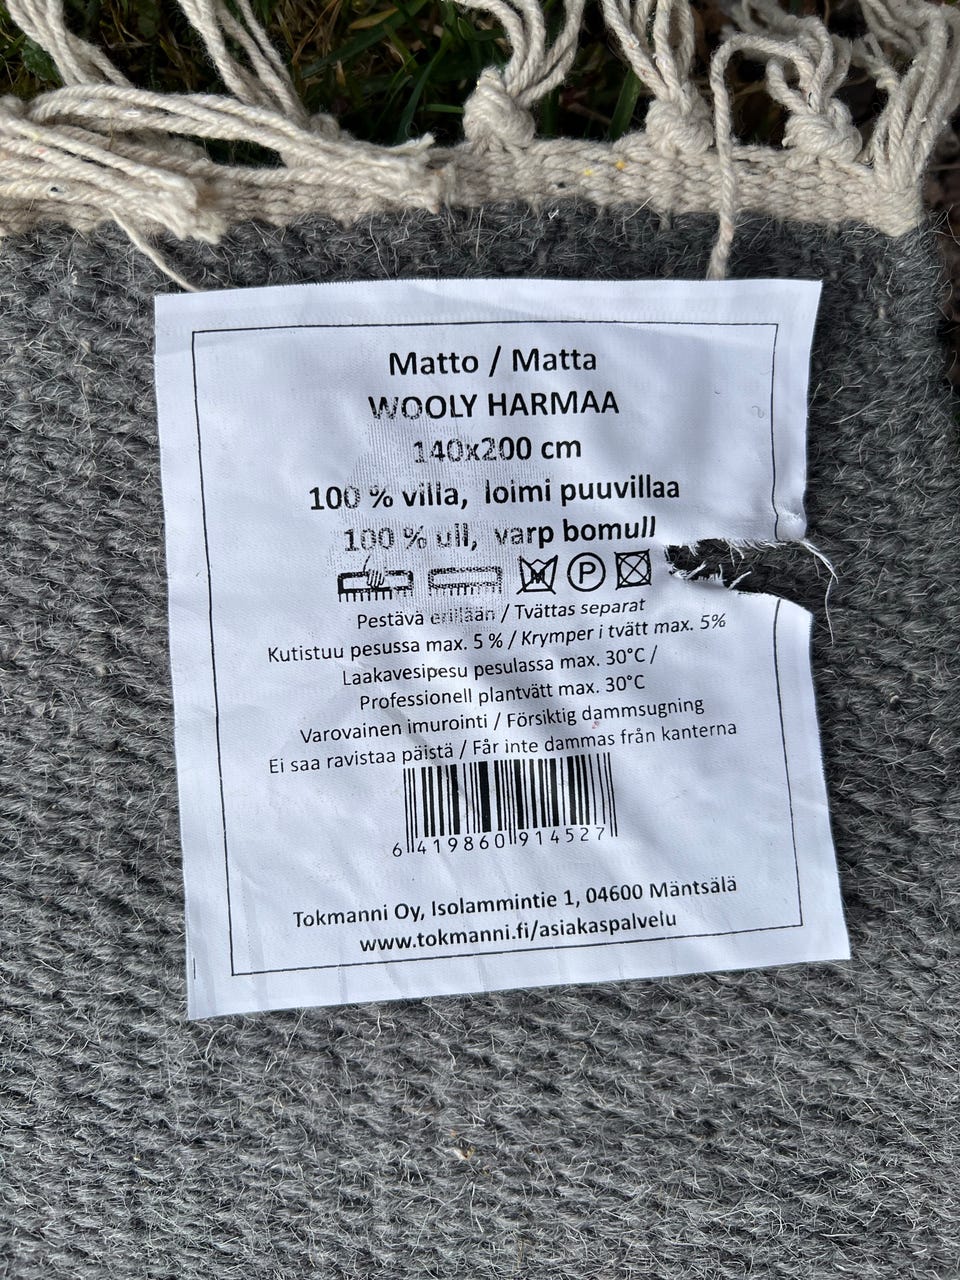 Matto / Matta
WOOLY HARMAA
140x200 cm
100 % villa, loimi puuvillaa
100 % ull, varp bomull
P
Pestävä erillään / Tvättas separat
Kutistuu pesussa max. 5 % / Krymper i tvätt max. 5%
Laakavesipesu pesulassa max. 30°C /
Professionell plantvätt max. 30°C
Varovainen imurointi / Försiktig dammsugning
Ei saa ravistaa päistä / Får inte dammas från kanterna
6 419860 914527
Tokmanni Oy, Isolammintie 1, 04600 Mäntsälä
www.tokmanni.fi/asiakaspalvelu